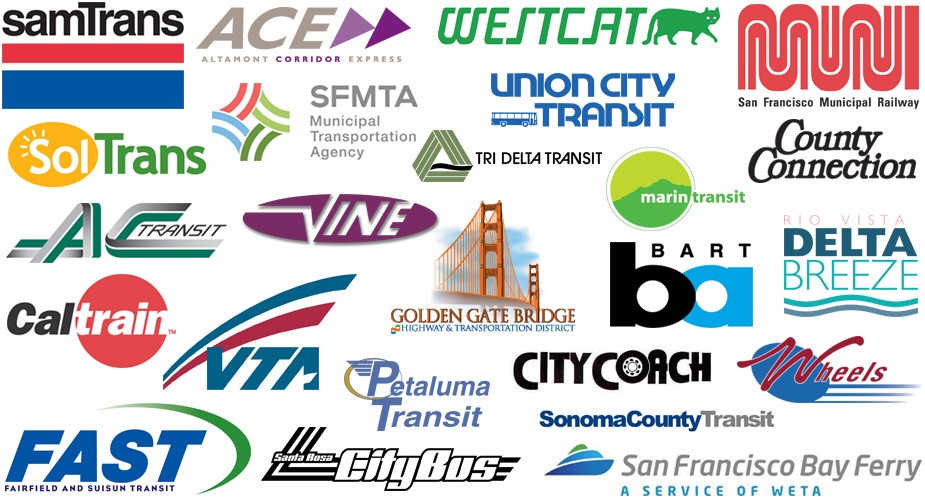 samTrans
ACE
ALTAMONT CORRIDOR EXPRESS
WESTCAT
MUNI
San Francisco Municipal Railway
SFMTA
Municipal
Transportation
Agency
UNION CITY
TRANSIT
SolTrans
TRI DELTA TRANSIT
County
Connection
marintransit
AC TRANSIT
VINE
GOLDEN GATE BRIDGE
HIGHWAY & TRANSPORTATION DISTRICT
BART
ba
RIO VISTA
DELTA
BREEZE
Caltrain™
VTA
Petaluma
Transit
CITY COACH
Wheels
SonomaCountyTransit
FAST
FAIRFIELD AND SUISUN TRANSIT
Santa Rosa
CityBus
San Francisco Bay Ferry
A SERVICE OF WETA